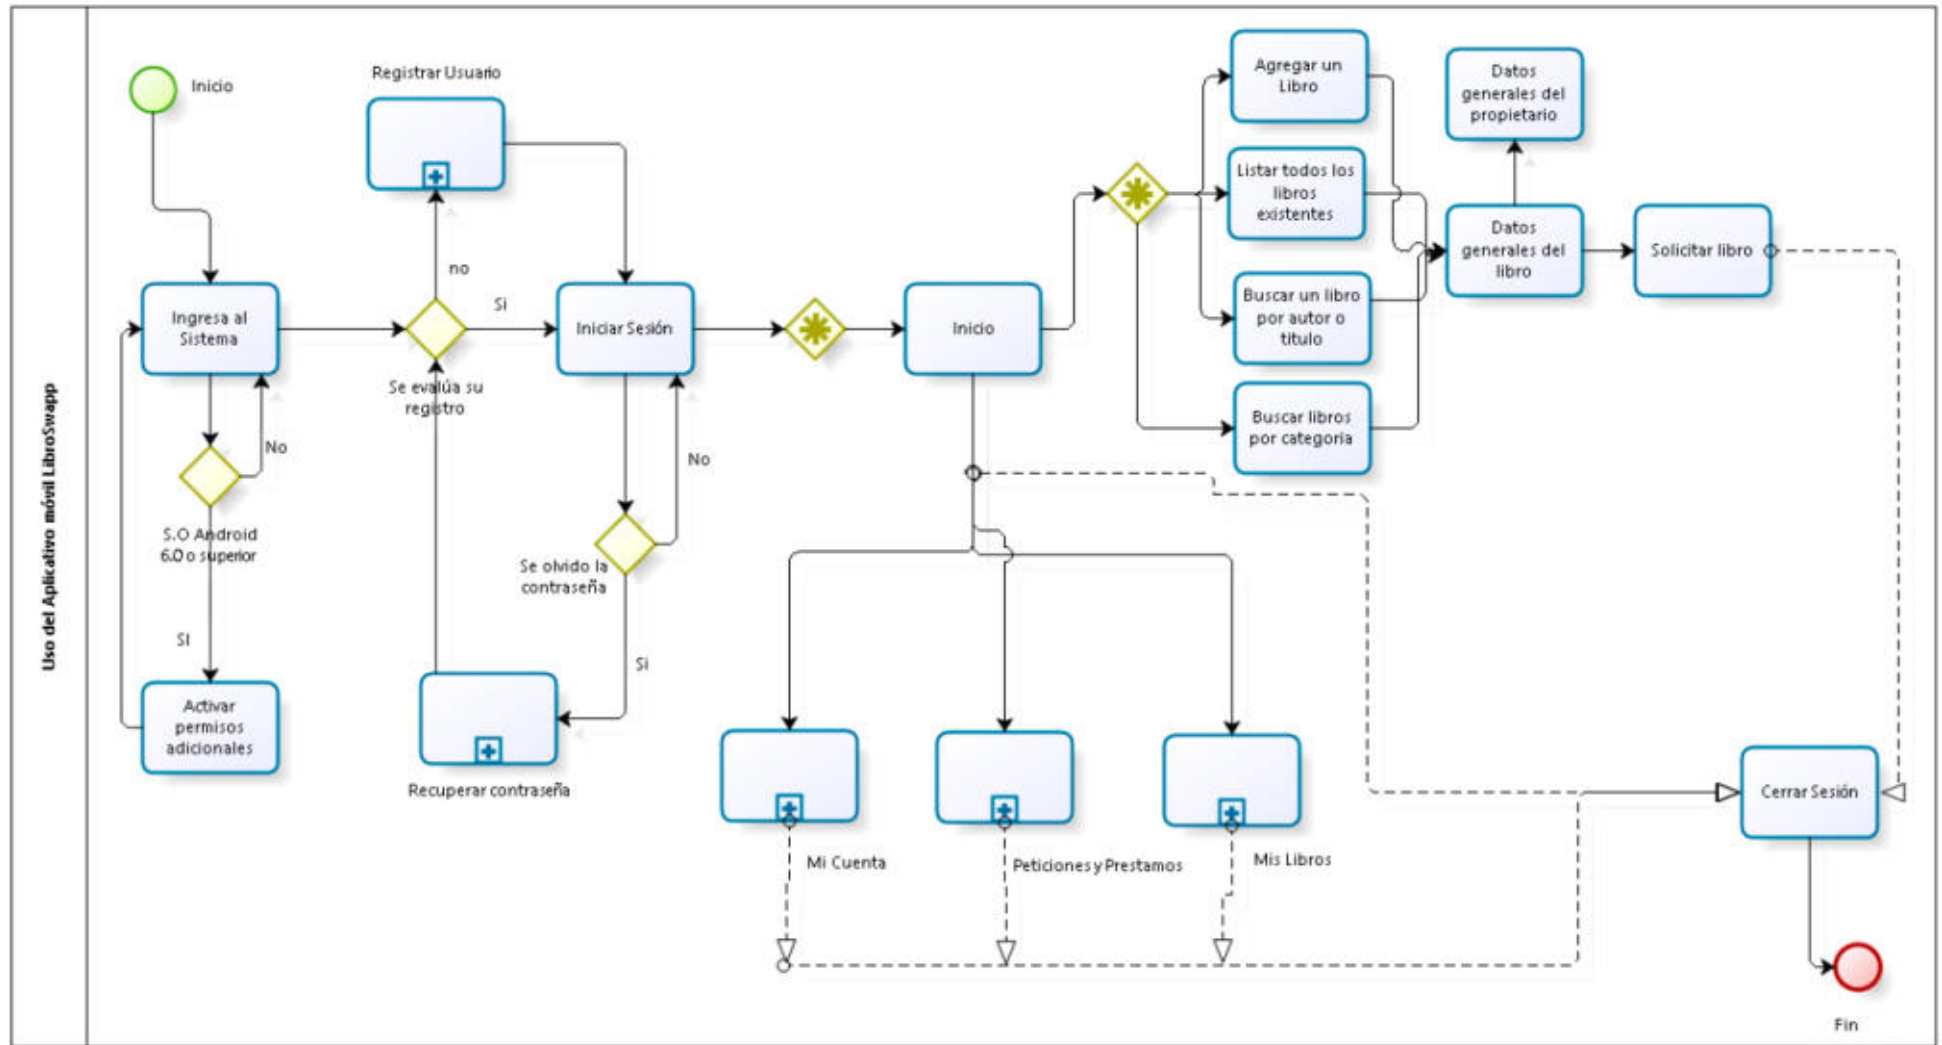 Uso del Aplicativo móvil LibroSwapp
Inicio
Registrar Usuario
no
Si
Ingresa al
Sistema
Se evalúa su
registro
Iniciar Sesión
Inicio
No
S.O Android
6.0 o superior
SI
Activar
permisos
adicionales
No
Se olvido la
contraseña
Si
Recuperar contraseña
Agregar un
Libro
Listar todos los
libros
existentes
Buscar un libro
por autor o
titulo
Buscar libros
por categoria
Datos
generales del
propietario
Datos
generales del
libro
Solicitar libro
Mi Cuenta
Peticiones y Prestamos
Mis Libros
Cerrar Sesión
Fin